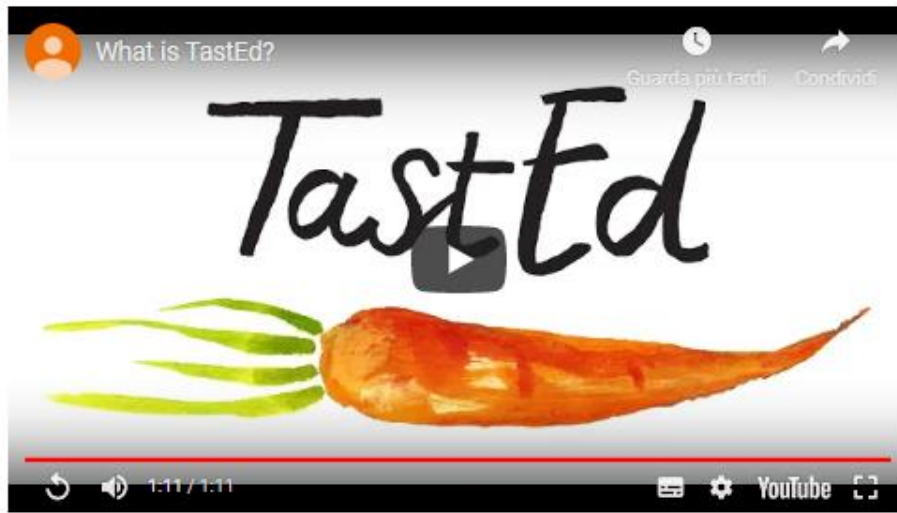 What is TastEd?
Guarda più tardi Condividi
TastEd
1:11 / 1:11
YouTube